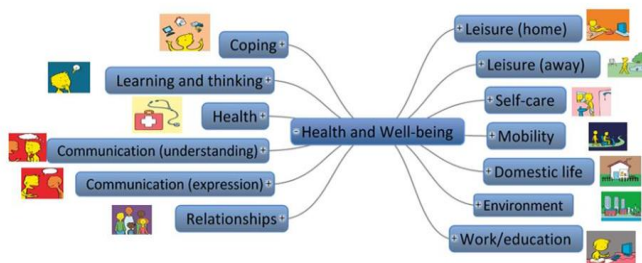 Coping
Learning and thinking
Health
Communication (understanding)
Communication (expression)
Relationships
Health and Well-being
Leisure (home)
Leisure (away)
Self-care
Mobility
Domestic life
Environment
Work/education